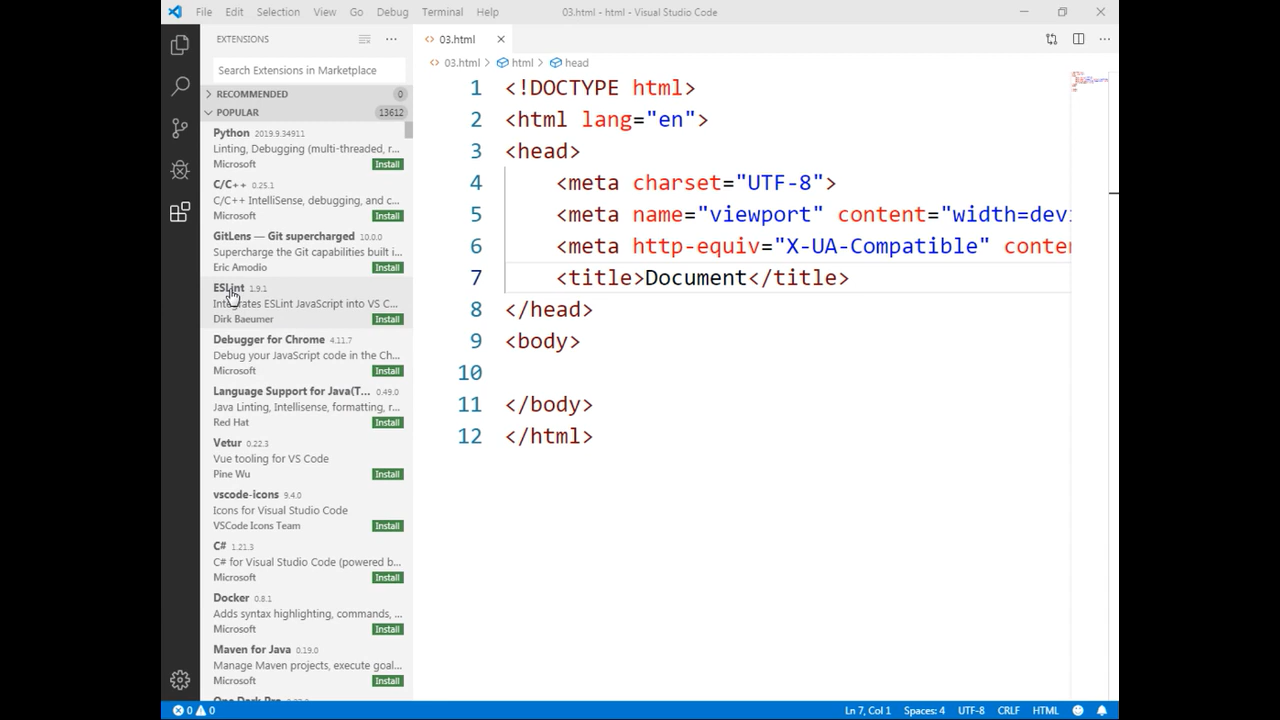 File Edit Selection View Go Debug Terminal Help 03.html - html - Visual Studio Code
EXTENSIONS
Search Extensions in Marketplace
RECOMMENDED 0
POPULAR 13612
Python 2019.9.34911
Linting, Debugging (multi-threaded, r...
Microsoft Install
C/C++ 0.25.1
C/C++ IntelliSense, debugging, and c...
Microsoft Install
GitLens — Git supercharged 10.0.0
Supercharge the Git capabilities built i...
Eric Amodio Install
ESLint 1.9.1
Integrates ESLint JavaScript into VS C...
Dirk Baeumer Install
Debugger for Chrome 4.11.7
Debug your JavaScript code in the Ch...
Microsoft Install
Language Support for Java(T... 0.49.0
Java Linting, Intellisense, formatting, r...
Red Hat Install
Vetur 0.22.3
Vue tooling for VS Code
Pine Wu Install
vscode-icons 9.4.0
Icons for Visual Studio Code
VSCode Icons Team Install
C# 1.21.3
C# for Visual Studio Code (powered b...
Microsoft Install
Docker 0.8.1
Adds syntax highlighting, commands, ...
Microsoft Install
Maven for Java 0.19.0
Manage Maven projects, execute goal...
Microsoft Install
03.html
03.html > html > head
1 <!DOCTYPE html>
2 <html lang="en">
3 <head>
4 <meta charset="UTF-8">
5 <meta name="viewport" content="width=devi
6 <meta http-equiv="X-UA-Compatible" conten
7 <title>Document</title>
8 </head>
9 <body>
10
11 </body>
12 </html>
0 0 Ln 7, Col 1 Spaces: 4 UTF-8 CRLF HTML